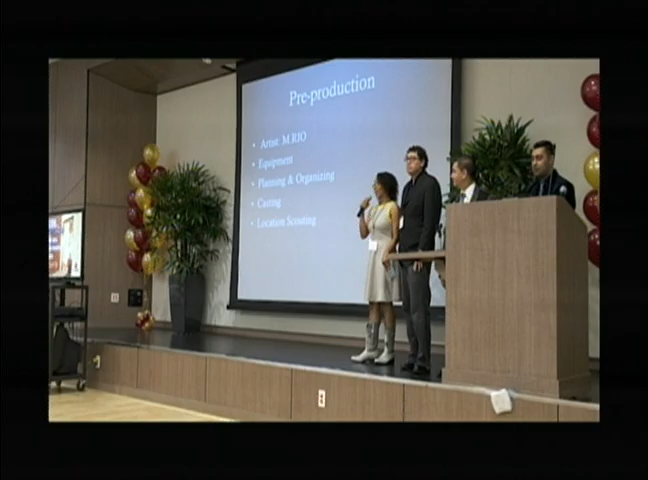 Pre-production
• Artist: M.RIO
• Equipment
• Planning & Organizing
• Casting
• Location Scouting